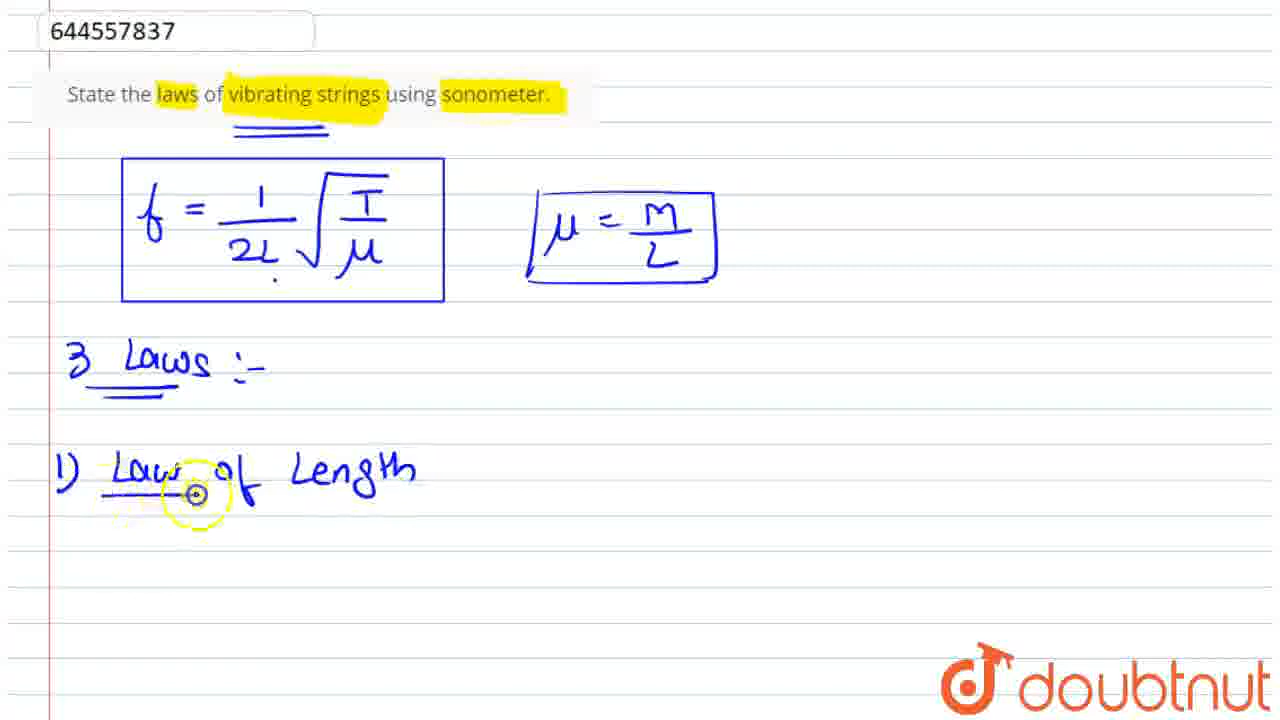 644557837
State the laws of vibrating strings using sonometer.
f = 1/2L √T/μ
μ = m/L
3 Laws :-
1) Law of Length
doubtnut